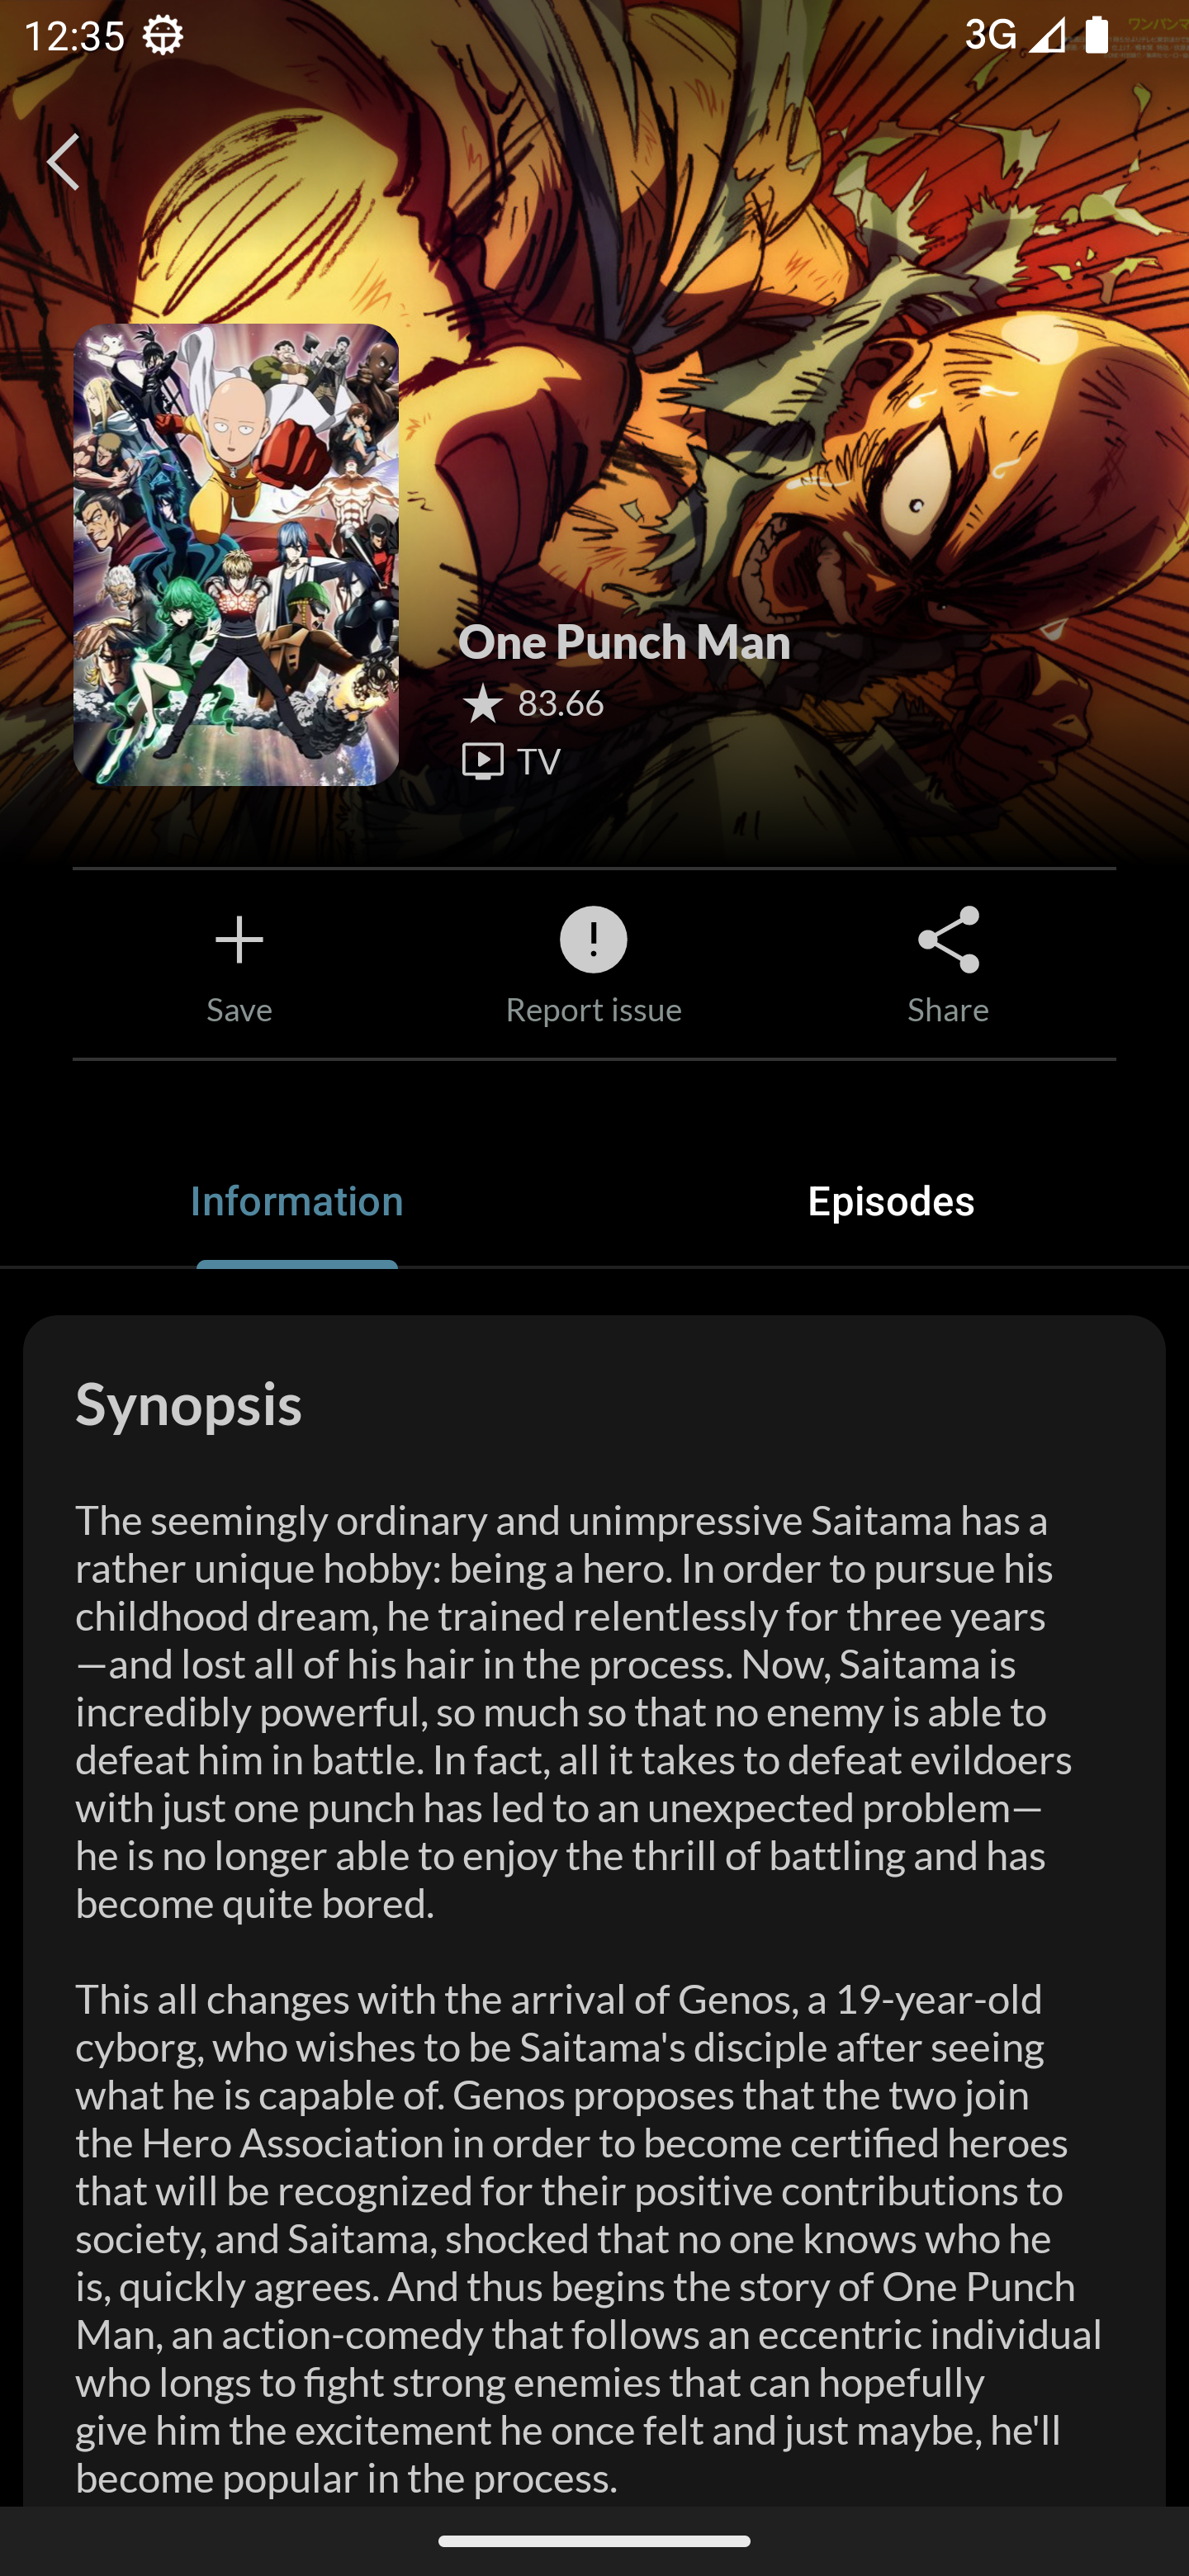 12:35
3G
ワンパンマ
One Punch Man
83.66
TV
Save
Report issue
Share
Information
Episodes
Synopsis
The seemingly ordinary and unimpressive Saitama has a
rather unique hobby: being a hero. In order to pursue his
childhood dream, he trained relentlessly for three years
—and lost all of his hair in the process. Now, Saitama is
incredibly powerful, so much so that no enemy is able to
defeat him in battle. In fact, all it takes to defeat evildoers
with just one punch has led to an unexpected problem—
he is no longer able to enjoy the thrill of battling and has
become quite bored.
This all changes with the arrival of Genos, a 19-year-old
cyborg, who wishes to be Saitama's disciple after seeing
what he is capable of. Genos proposes that the two join
the Hero Association in order to become certified heroes
that will be recognized for their positive contributions to
society, and Saitama, shocked that no one knows who he
is, quickly agrees. And thus begins the story of One Punch
Man, an action-comedy that follows an eccentric individual
who longs to fight strong enemies that can hopefully
give him the excitement he once felt and just maybe, he'll
become popular in the process.